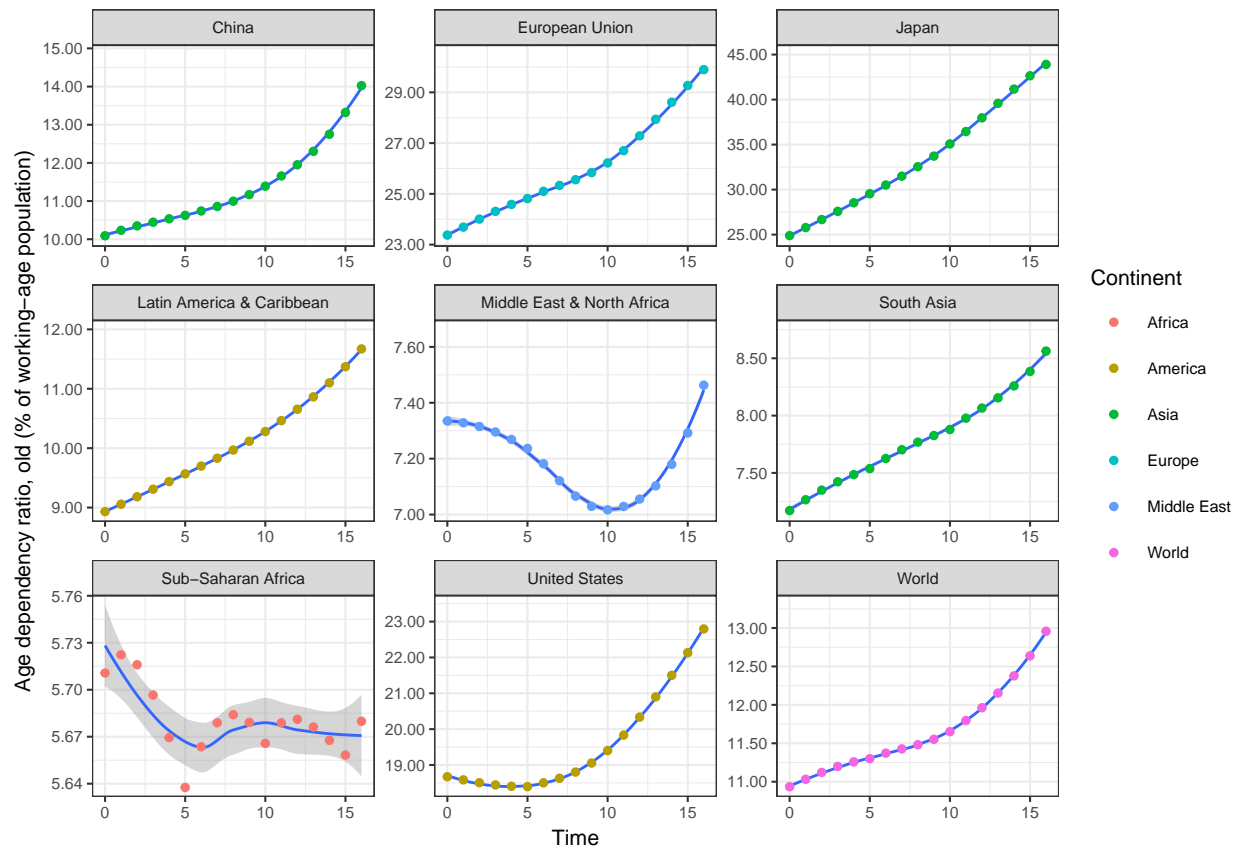 China
European Union
Japan
Age dependency ratio, old (% of working−age population)
15.00
14.00
13.00
12.00
11.00
10.00
0 5 10 15
29.00
27.00
25.00
23.00
0 5 10 15
45.00
40.00
35.00
30.00
25.00
0 5 10 15
Latin America & Caribbean
Middle East & North Africa
South Asia
12.00
11.00
10.00
9.00
0 5 10 15
7.60
7.40
7.20
7.00
0 5 10 15
8.50
8.00
7.50
0 5 10 15
Sub−Saharan Africa
United States
World
5.76
5.73
5.70
5.67
5.64
0 5 10 15
23.00
22.00
21.00
20.00
19.00
0 5 10 15
13.00
12.50
12.00
11.50
11.00
0 5 10 15
Time
Continent
Africa
America
Asia
Europe
Middle East
World